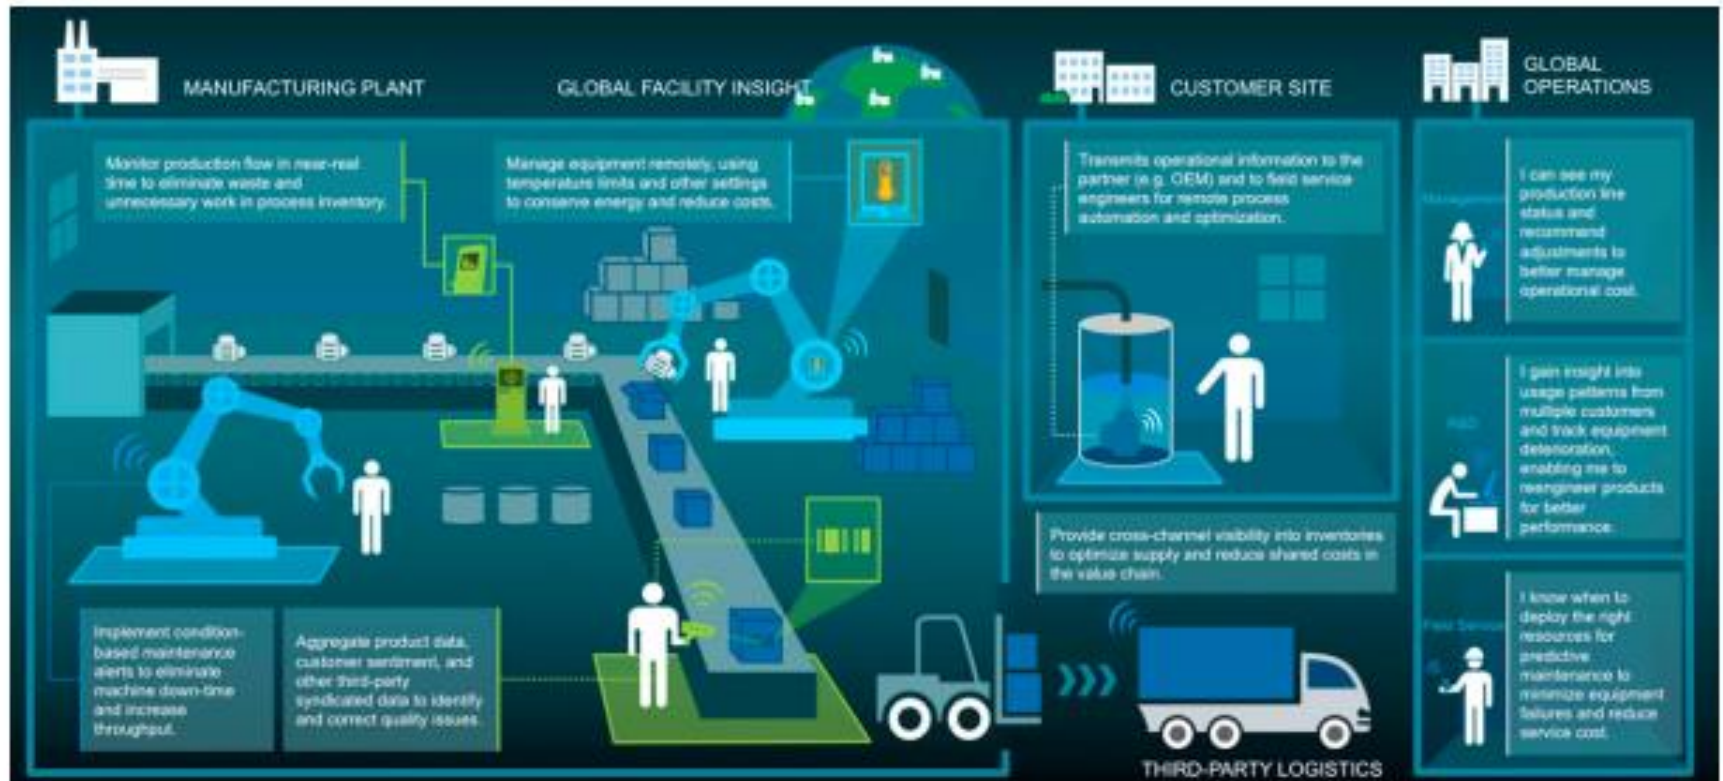 MANUFACTURING PLANT
GLOBAL FACILITY INSIGHT
CUSTOMER SITE
GLOBAL
OPERATIONS
Monitor production flow in near-real
time to eliminate waste and
unnecessary work in process inventory.
Manage equipment remotely, using
temperature limits and other settings
to conserve energy and reduce costs.
Transmits operational information to the
partner (e.g. OEM) and to field service
engineers for remote process
automation and optimization.
Management
I can see my
production line
status and
recommend
adjustments to
better manage
operational cost.
R&D
I gain insight into
usage patterns from
multiple customers
and track equipment
deterioration,
enabling me to
reengineer products
for better
performance.
Provide cross-channel visibility into inventories
to optimize supply and reduce shared costs in
the value chain.
Implement condition-
based maintenance
alerts to eliminate
machine down-time
and increase
throughput.
Aggregate product data,
customer sentiment, and
other third-party
syndicated data to identify
and correct quality issues.
Field Service
I know when to
deploy the right
resources for
predictive
maintenance to
minimize equipment
failures and reduce
service cost.
THIRD-PARTY LOGISTICS